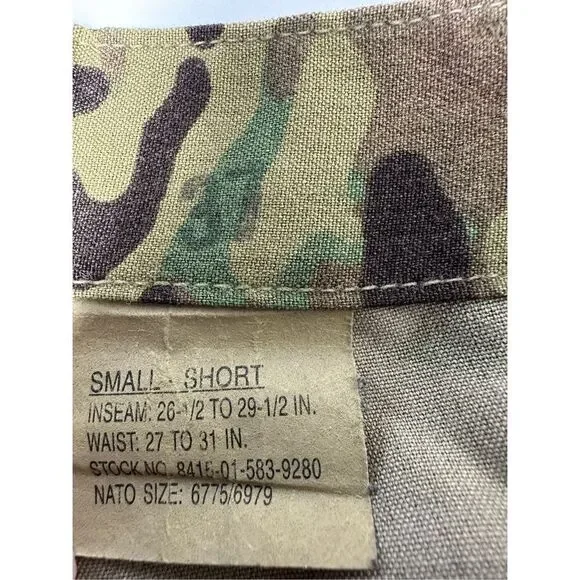 SMALL - SHORT
INSEAM: 26-1/2 TO 29-1/2 IN.
WAIST: 27 TO 31 IN.
STOCK NO. 8415-01-583-9280
NATO SIZE: 6775/6979